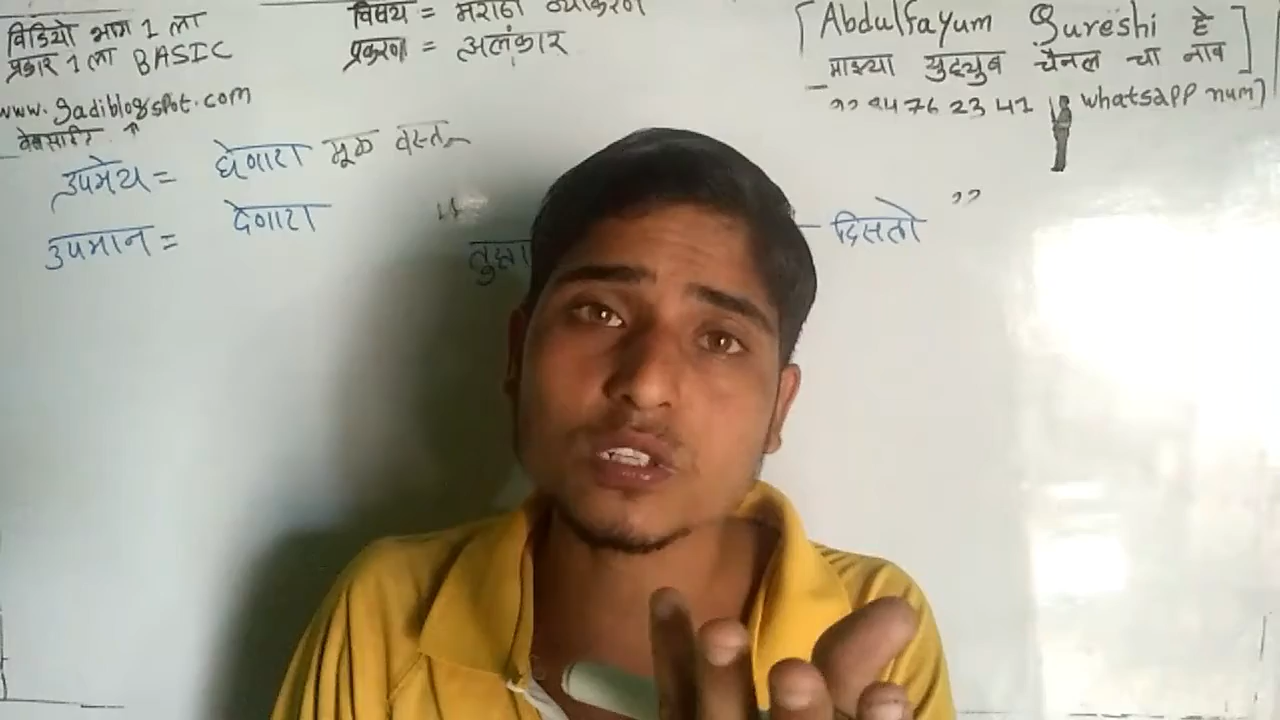 विडियो भाग 1 ला
प्रकार 1 ला BASIC
www.gadiblogspot.com
वेबसाईट ↑
विषय = मराठी व्याकरण
प्रकरण = अलंकार
[Abdulfayum Qureshi हे
माझ्या युट्युब चॅनल चा नाव]
whatsapp num)
उपमेय = घेणारा मूळ वस्तू
उपमान = देणारा
" दिसतो "